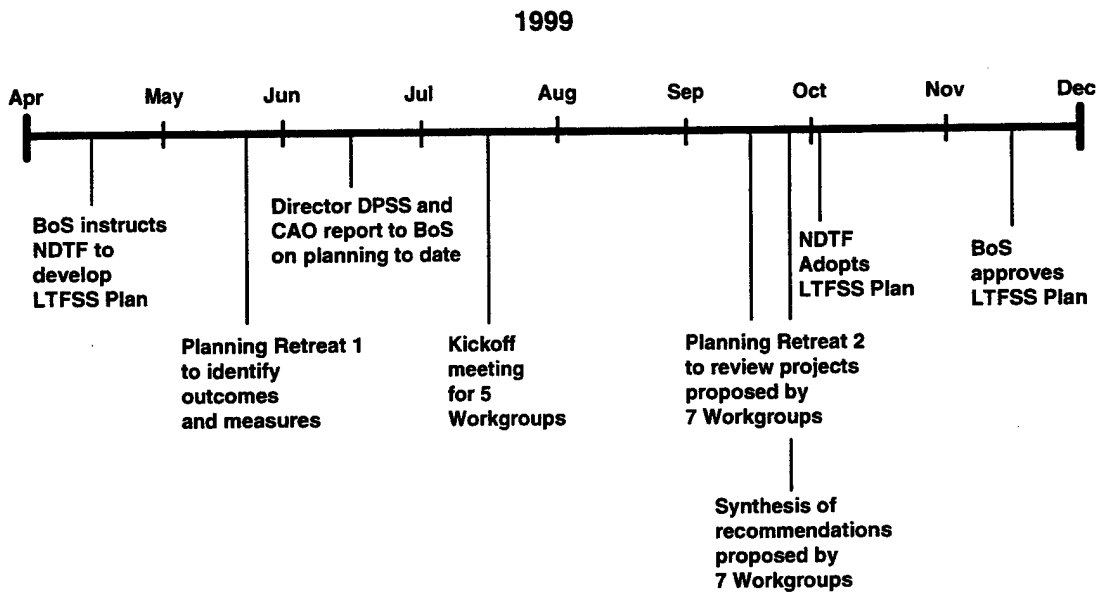 1999
Apr May Jun Jul Aug Sep Oct Nov Dec
BoS instructs
NDTF to
develop
LTFSS Plan
Planning Retreat 1
to identify
outcomes
and measures
Director DPSS and
CAO report to BoS
on planning to date
Kickoff
meeting
for 5
Workgroups
Planning Retreat 2
to review projects
proposed by
7 Workgroups
Synthesis of
recommendations
proposed by
7 Workgroups
NDTF
Adopts
LTFSS Plan
BoS
approves
LTFSS Plan